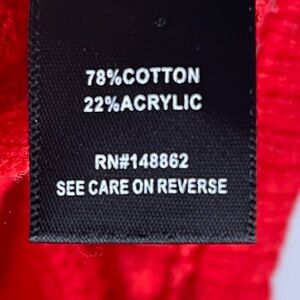 78%COTTON
22%ACRYLIC
RN#148862
SEE CARE ON REVERSE